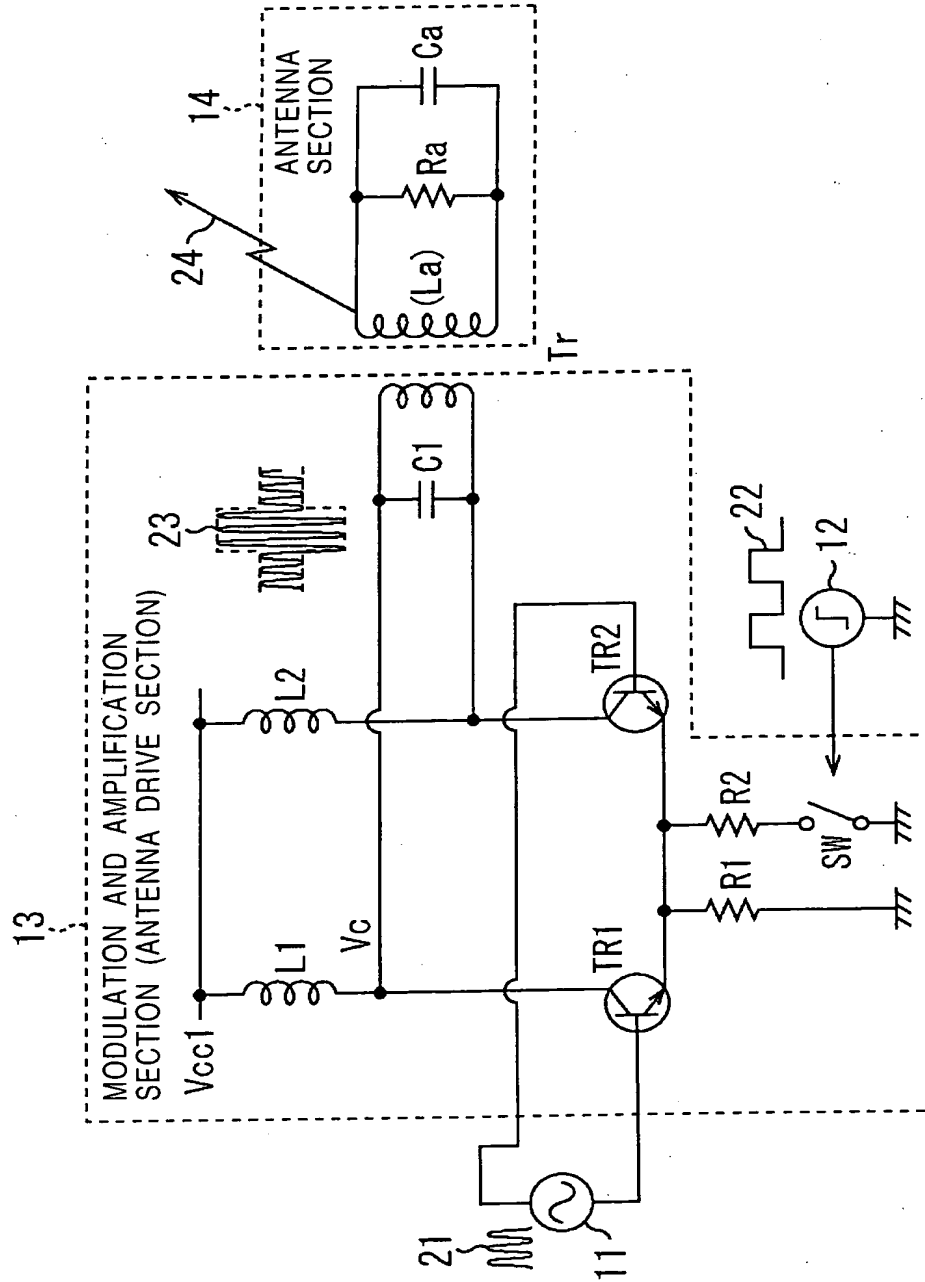 13
MODULATION AND AMPLIFICATION
SECTION (ANTENNA DRIVE SECTION)
Vcc1
L1
L2
Vc
23
C1
Tr
24
14
ANTENNA
SECTION
(La)
Ra
Ca
21
11
TR1
TR2
R1
R2
SW
22
12